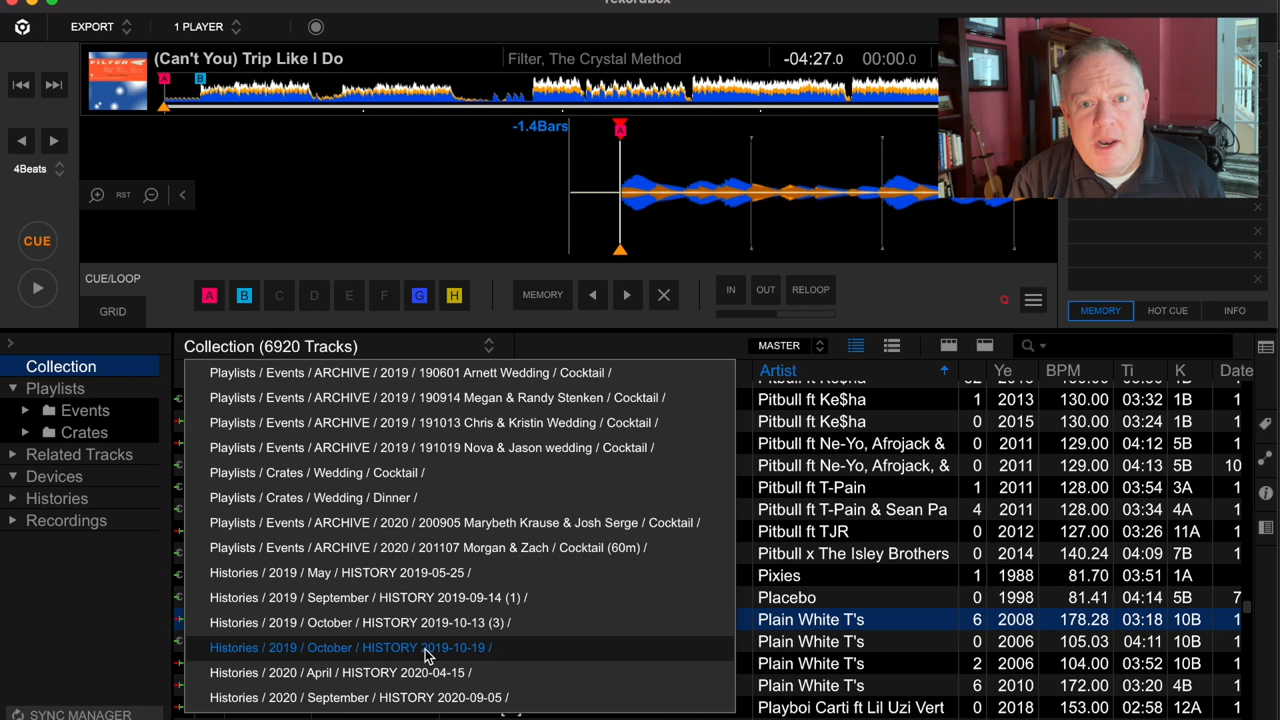 rekordbox
EXPORT
1 PLAYER
(Can't You) Trip Like I Do
Filter, The Crystal Method
-04:27.0
00:00.0
FILTER
A
B
-1.4Bars
A
4Beats
RST
CUE
CUE/LOOP
GRID
A B C D E F G H
MEMORY
IN OUT RELOOP
Q
MEMORY HOT CUE INFO
Collection (6920 Tracks)
MASTER
Collection
Playlists
Events
Crates
Related Tracks
Devices
Histories
Recordings
SYNC MANAGER
Playlists / Events / ARCHIVE / 2019 / 190601 Arnett Wedding / Cocktail /
Playlists / Events / ARCHIVE / 2019 / 190914 Megan & Randy Stenken / Cocktail /
Playlists / Events / ARCHIVE / 2019 / 191013 Chris & Kristin Wedding / Cocktail /
Playlists / Events / ARCHIVE / 2019 / 191019 Nova & Jason wedding / Cocktail /
Playlists / Crates / Wedding / Cocktail /
Playlists / Crates / Wedding / Dinner /
Playlists / Events / ARCHIVE / 2020 / 200905 Marybeth Krause & Josh Serge / Cocktail /
Playlists / Events / ARCHIVE / 2020 / 201107 Morgan & Zach / Cocktail (60m) /
Histories / 2019 / May / HISTORY 2019-05-25 /
Histories / 2019 / September / HISTORY 2019-09-14 (1) /
Histories / 2019 / October / HISTORY 2019-10-13 (3) /
Histories / 2019 / October / HISTORY 2019-10-19 /
Histories / 2020 / April / HISTORY 2020-04-15 /
Histories / 2020 / September / HISTORY 2020-09-05 /
Artist Ye BPM Ti K Date
Pitbull ft Ke$ha
Pitbull ft Ke$ha 1 2013 130.00 03:32 1B 1
Pitbull ft Ke$ha 0 2015 130.00 03:24 1B 1
Pitbull ft Ne-Yo, Afrojack & 0 2011 129.00 04:12 5B 1
Pitbull ft Ne-Yo, Afrojack, & 0 2011 129.00 04:13 5B 10
Pitbull ft T-Pain 1 2011 128.00 03:54 3A 1
Pitbull ft T-Pain & Sean Pa 4 2011 128.00 03:34 4A 1
Pitbull ft TJR 0 2012 127.00 03:26 11A 1
Pitbull x The Isley Brothers 0 2014 140.24 04:09 7B 1
Pixies 1 1988 81.70 03:51 1A
Placebo 0 1998 81.41 04:14 5B 7
Plain White T's 6 2008 178.28 03:18 10B 1
Plain White T's 0 2006 105.03 04:11 10B 1
Plain White T's 2 2006 104.00 03:52 10B 1
Plain White T's 6 2010 172.00 03:20 4B 1
Playboi Carti ft Lil Uzi Vert 0 2018 153.00 02:58 12A 1